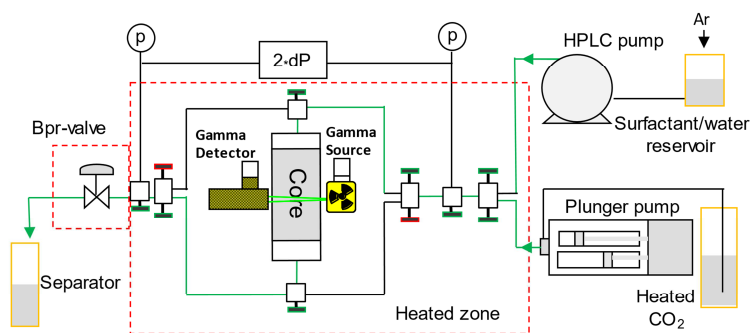 Ar
p
p
HPLC pump
2•dP
Surfactant/water
reservoir
Bpr-valve
Gamma
Detector
Gamma
Source
Core
Plunger pump
Separator
Heated
CO₂
Heated zone